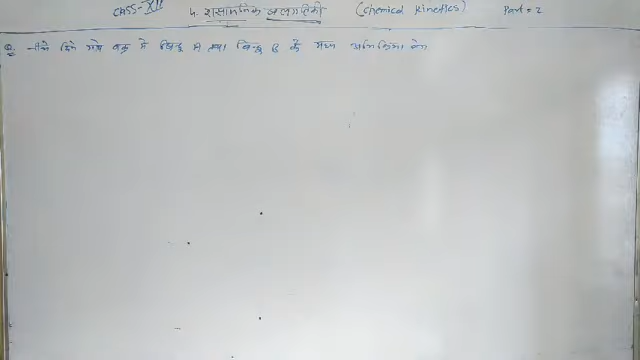 CLASS-XII 4. रासायनिक बलगतिकी (Chemical Kinetics) Part-2
Q. नीचे दिये गये वक्र में बिन्दु A तथा बिन्दु B के मध्य अभिक्रिया वेग